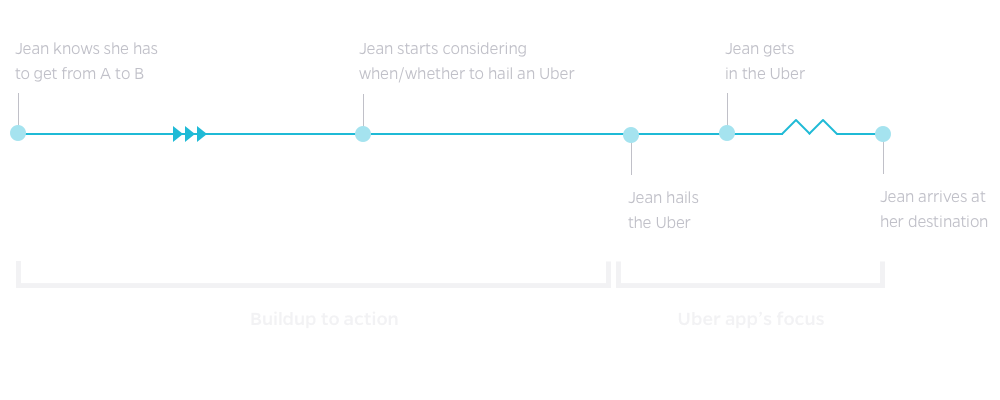 Jean knows she has
to get from A to B
Jean starts considering
when/whether to hail an Uber
Jean gets
in the Uber
Jean hails
the Uber
Jean arrives at
her destination
Buildup to action
Uber app's focus